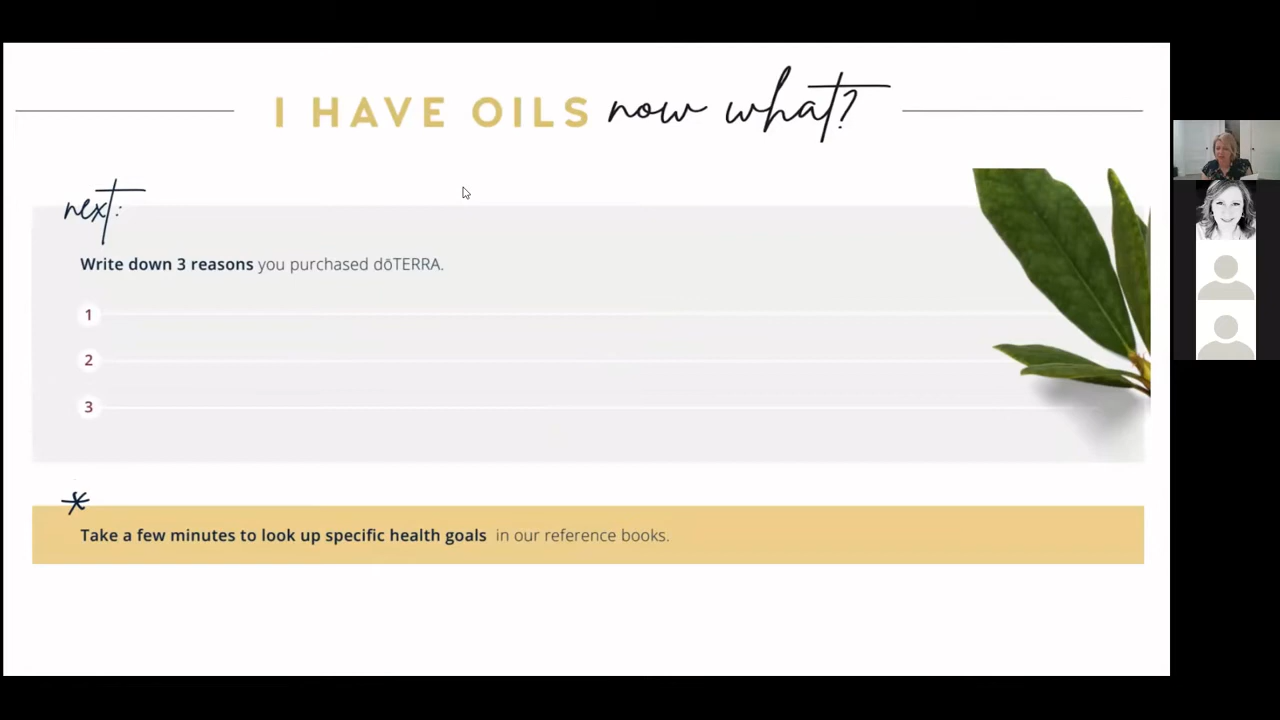 I HAVE OILS now what?
next:
Write down 3 reasons you purchased dōTERRA.
1
2
3
*
Take a few minutes to look up specific health goals in our reference books.